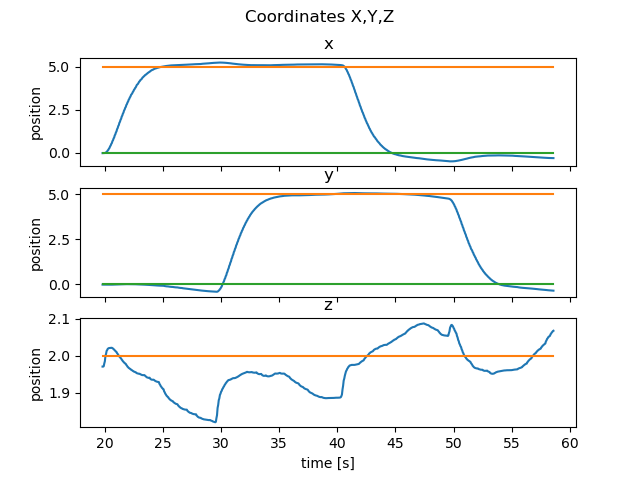 Coordinates X,Y,Z
x
5.0
2.5
0.0
position
y
5.0
2.5
0.0
position
z
2.1
2.0
1.9
position
20 25 30 35 40 45 50 55 60
time [s]